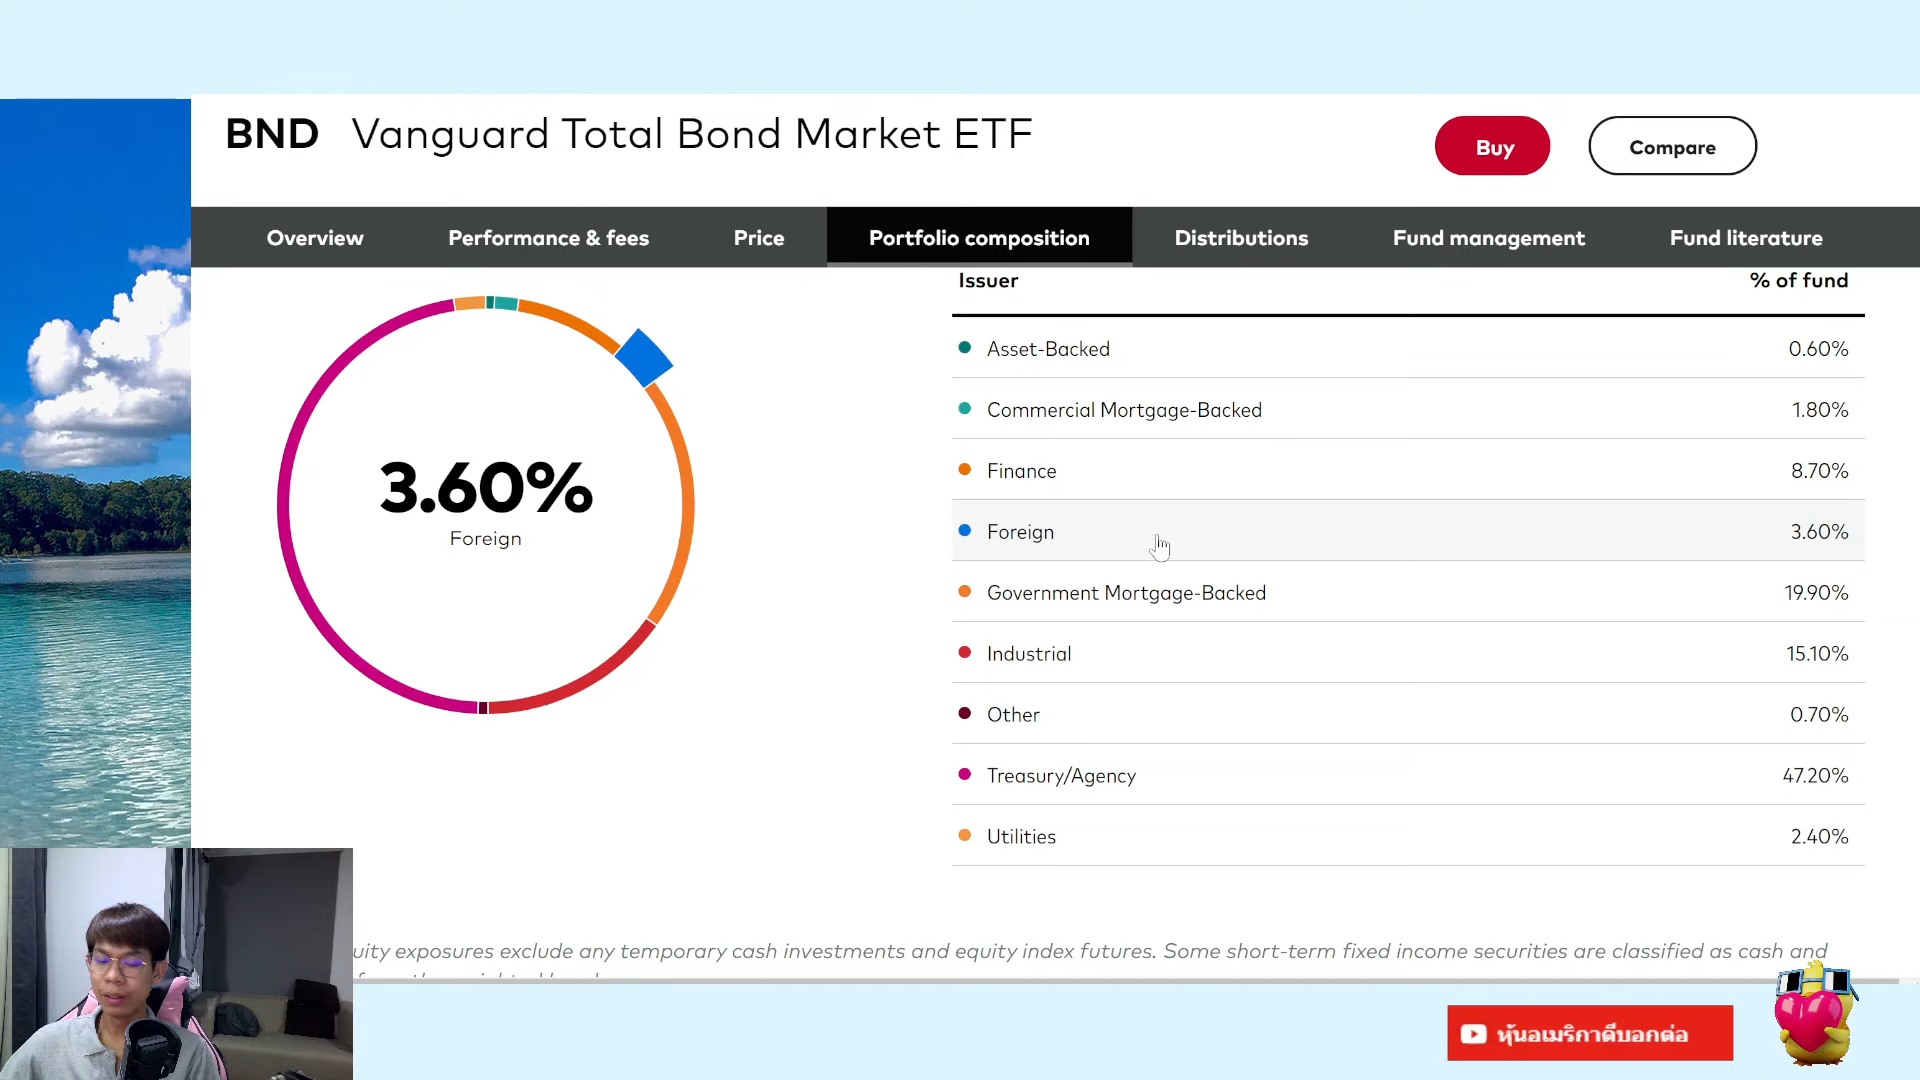 BND Vanguard Total Bond Market ETF
Buy
Compare
Overview
Performance & fees
Price
Portfolio composition
Distributions
Fund management
Fund literature
3.60%
Foreign
Issuer % of fund
Asset-Backed 0.60%
Commercial Mortgage-Backed 1.80%
Finance 8.70%
Foreign 3.60%
Government Mortgage-Backed 19.90%
Industrial 15.10%
Other 0.70%
Treasury/Agency 47.20%
Utilities 2.40%
uity exposures exclude any temporary cash investments and equity index futures. Some short-term fixed income securities are classified as cash and
หุ้นอเมริกาดีบอกต่อ